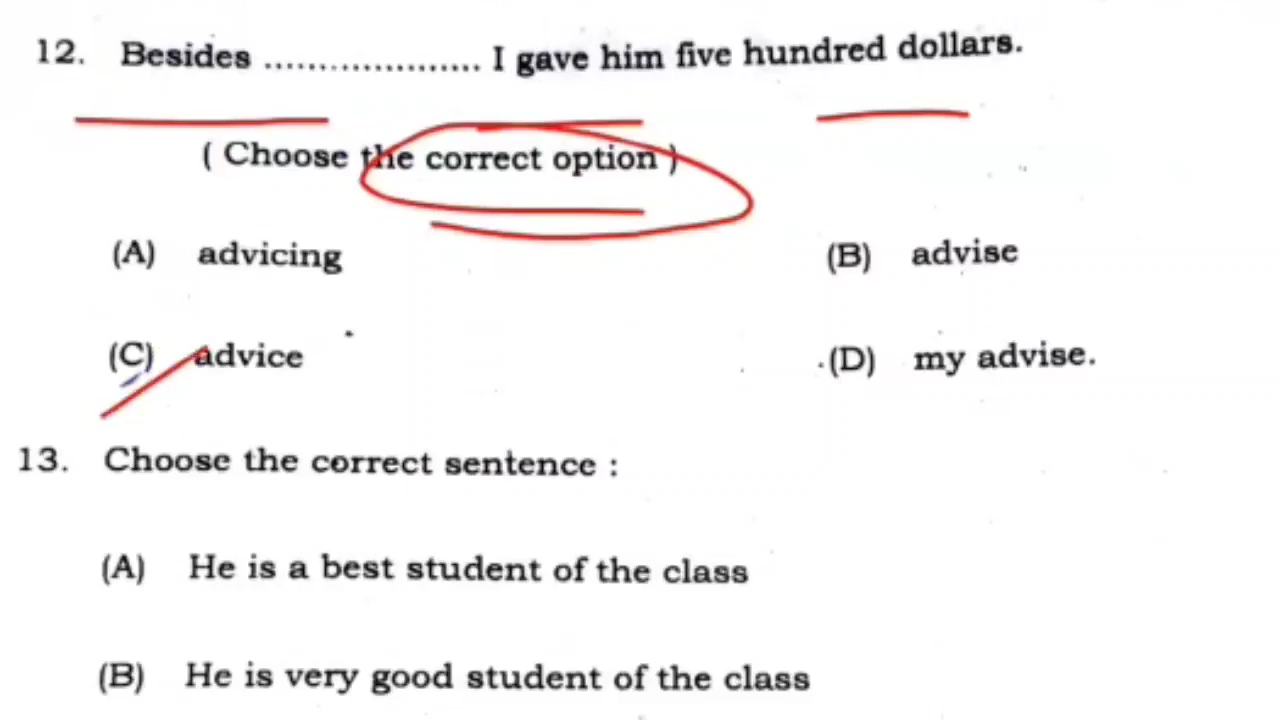 12. Besides ..................... I gave him five hundred dollars.
( Choose the correct option )
(A) advicing (B) advise
(C) advice (D) my advise.
13. Choose the correct sentence :
(A) He is a best student of the class
(B) He is very good student of the class